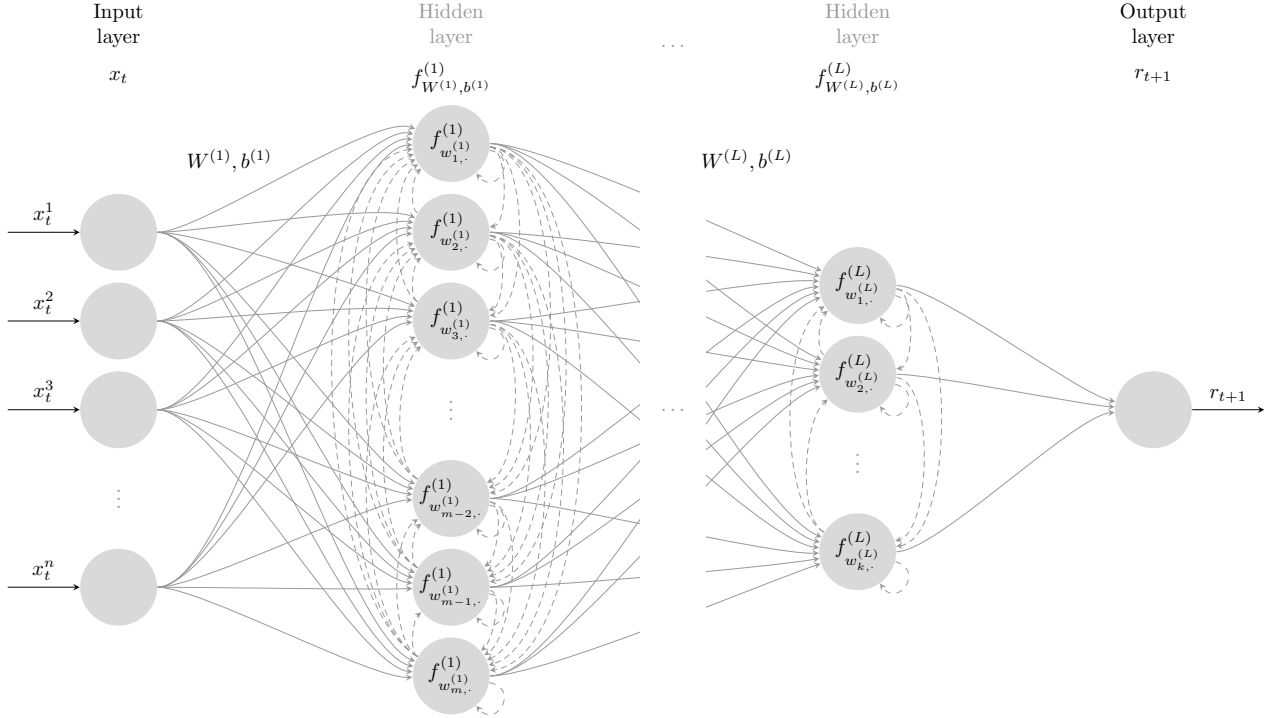 Input layer
Hidden layer
...
Hidden layer
Output layer
x_t
f^{(1)}_{W^{(1)},b^{(1)}}
f^{(L)}_{W^{(L)},b^{(L)}}
r_{t+1}
W^{(1)}, b^{(1)}
W^{(L)}, b^{(L)}
x_t^1
x_t^2
x_t^3
⋮
x_t^n
f^{(1)}_{w^{(1)}_{1,·}}
f^{(1)}_{w^{(1)}_{2,·}}
f^{(1)}_{w^{(1)}_{3,·}}
⋮
f^{(1)}_{w^{(1)}_{m-2,·}}
f^{(1)}_{w^{(1)}_{m-1,·}}
f^{(1)}_{w^{(1)}_{m,·}}
...
f^{(L)}_{w^{(L)}_{1,·}}
f^{(L)}_{w^{(L)}_{2,·}}
⋮
f^{(L)}_{w^{(L)}_{k,·}}
r_{t+1}